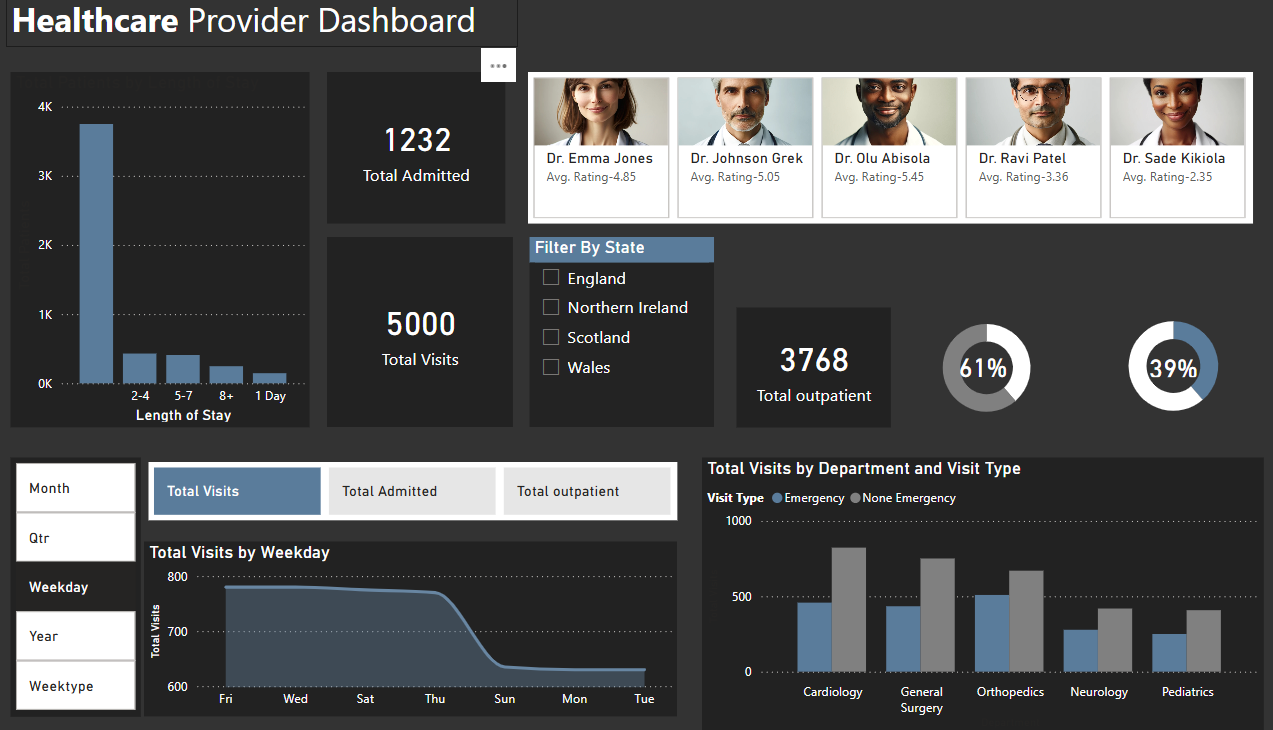 Healthcare Provider Dashboard
4K
3K
2K
1K
0K
2-4
5-7
8+
1 Day
Length of Stay
1232
Total Admitted
5000
Total Visits
Dr. Emma Jones
Avg. Rating-4.85
Dr. Johnson Grek
Avg. Rating-5.05
Dr. Olu Abisola
Avg. Rating-5.45
Dr. Ravi Patel
Avg. Rating-3.36
Dr. Sade Kikiola
Avg. Rating-2.35
Filter By State
England
Northern Ireland
Scotland
Wales
3768
Total outpatient
61%
39%
Month
Qtr
Weekday
Year
Weektype
Total Visits
Total Admitted
Total outpatient
Total Visits by Weekday
Total Visits
800
700
600
Fri
Wed
Sat
Thu
Sun
Mon
Tue
Total Visits by Department and Visit Type
Visit Type Emergency None Emergency
1000
500
0
Cardiology
General
Surgery
Orthopedics
Neurology
Pediatrics